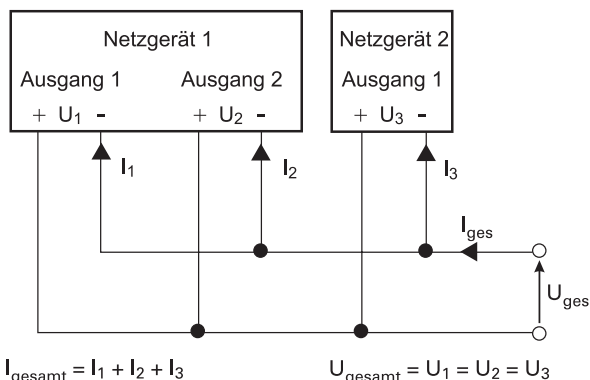 Netzgerät 1
Netzgerät 2
Ausgang 1
Ausgang 2
Ausgang 1
+ U1 -
+ U2 -
+ U3 -
I1
I2
I3
Iges
Uges
Igesamt = I1 + I2 + I3
Ugesamt = U1 = U2 = U3